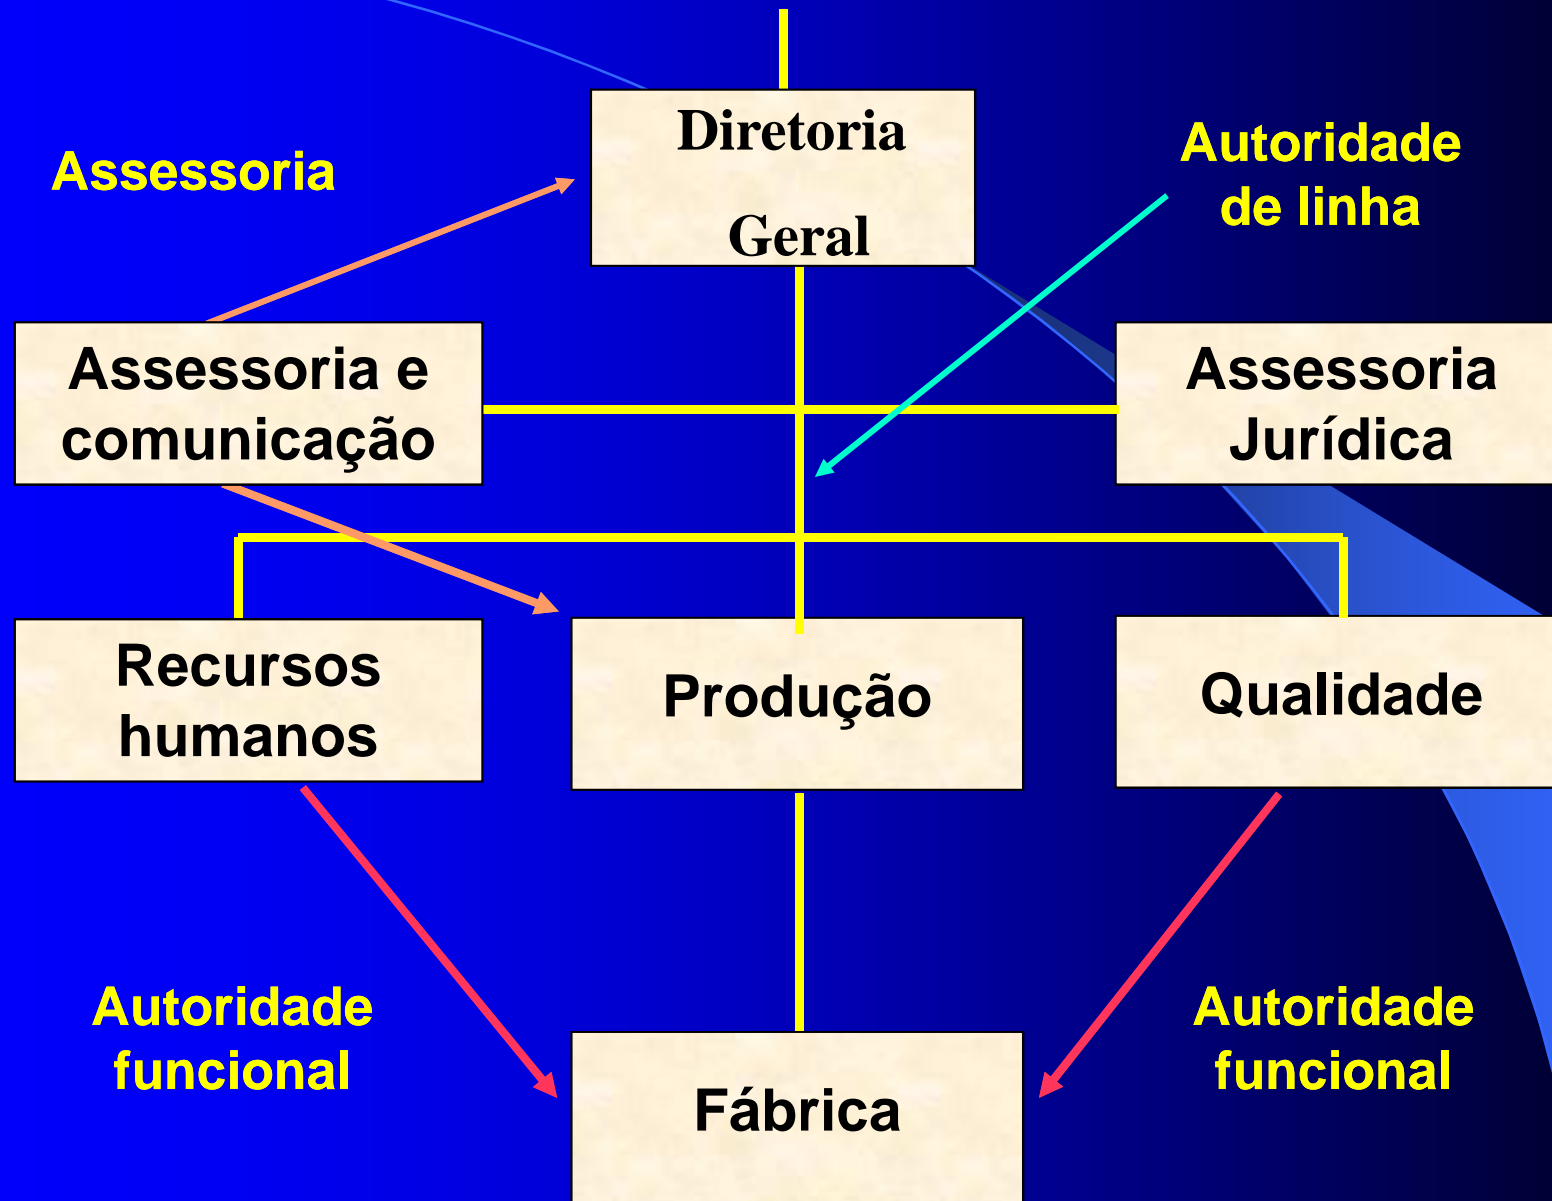 Diretoria
Geral
Assessoria
Autoridade
de linha
Assessoria e
comunicação
Assessoria
Jurídica
Recursos
humanos
Produção
Qualidade
Autoridade
funcional
Autoridade
funcional
Fábrica